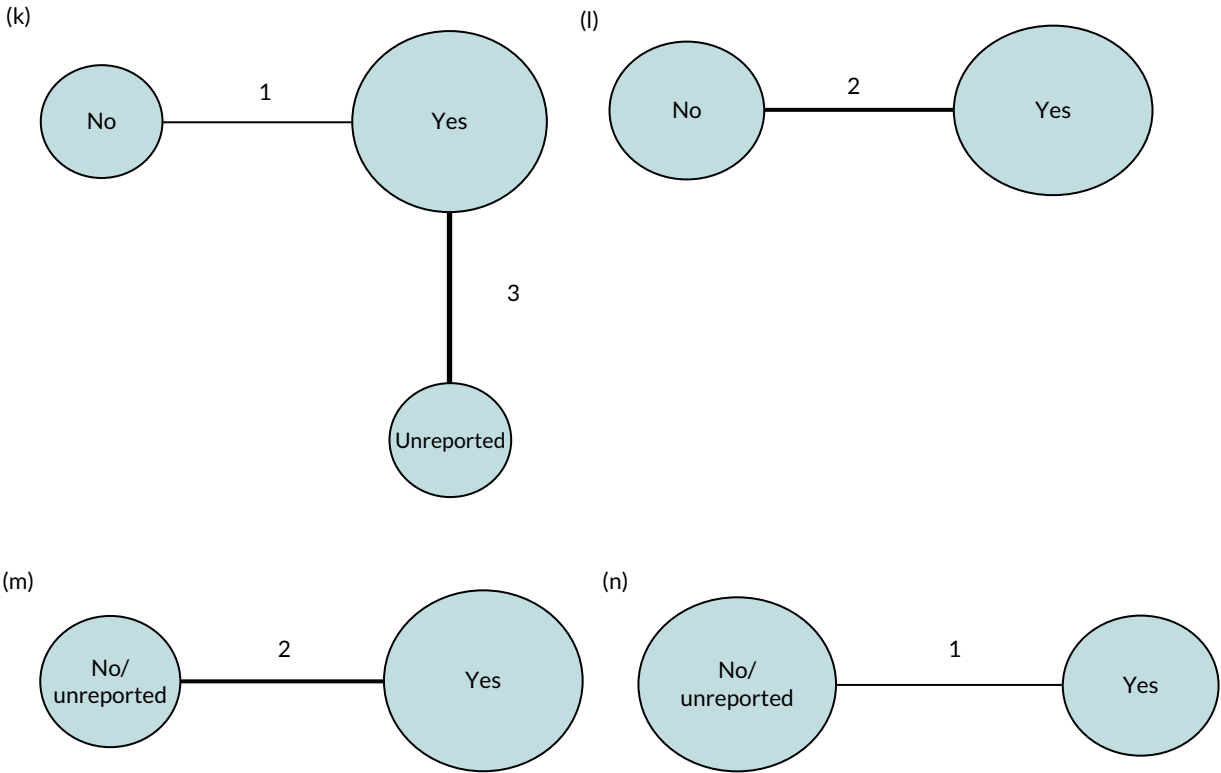 (k)
No
1
Yes
3
Unreported
(l)
No
2
Yes
(m)
No/
unreported
2
Yes
(n)
No/
unreported
1
Yes